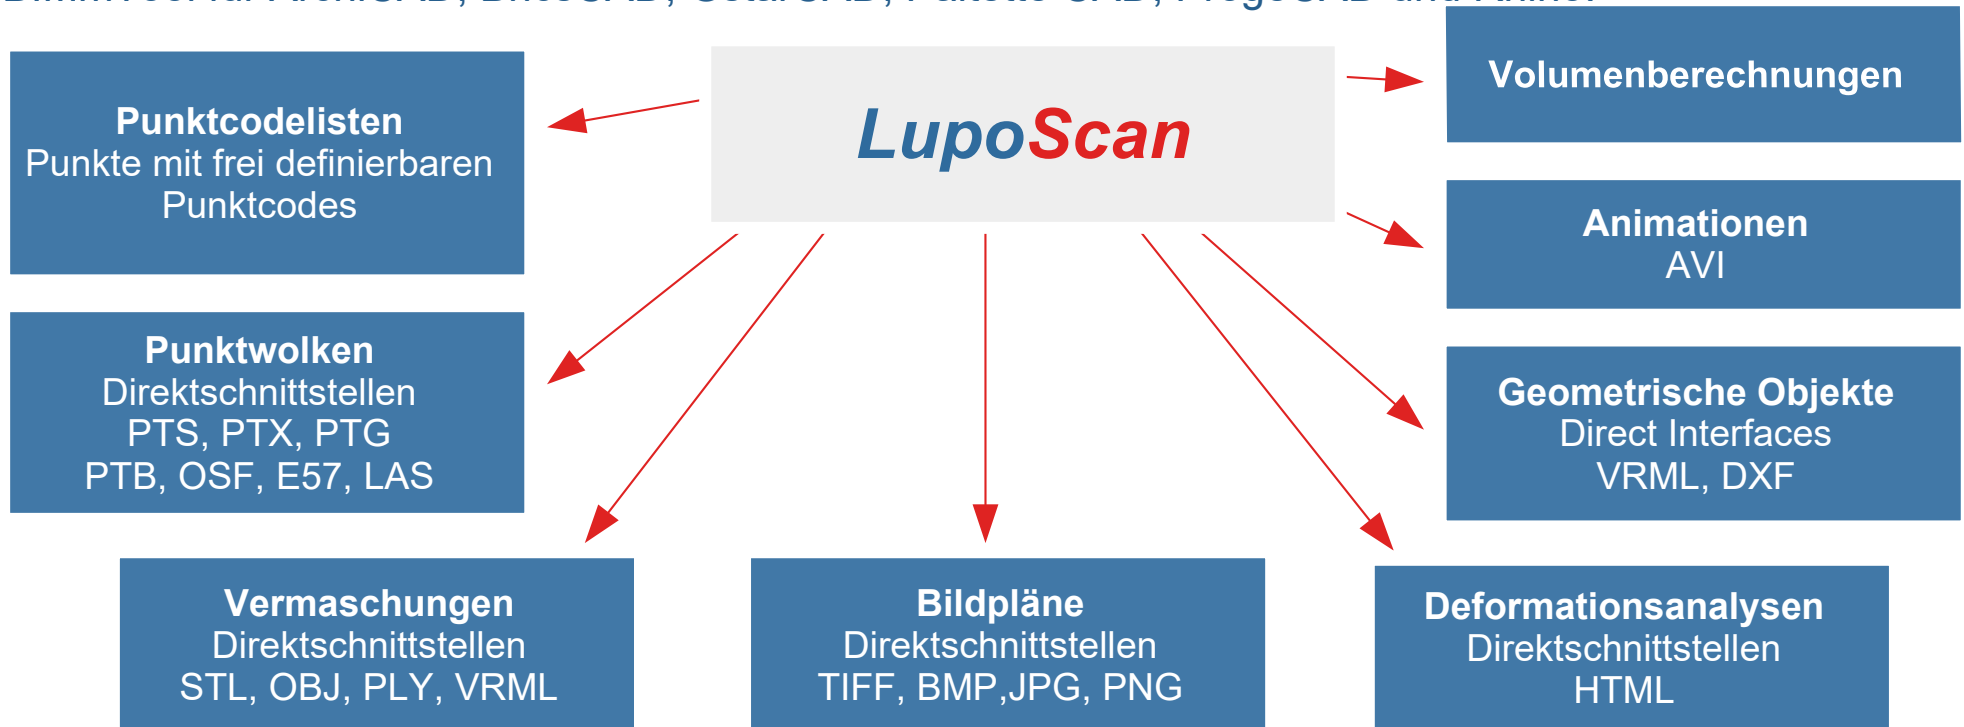 LupoScan
Punktcodelisten
Punkte mit frei definierbaren
Punktcodes
Punktwolken
Direktschnittstellen
PTS, PTX, PTG
PTB, OSF, E57, LAS
Vermaschungen
Direktschnittstellen
STL, OBJ, PLY, VRML
Bildpläne
Direktschnittstellen
TIFF, BMP,JPG, PNG
Deformationsanalysen
Direktschnittstellen
HTML
Geometrische Objekte
Direct Interfaces
VRML, DXF
Animationen
AVI
Volumenberechnungen